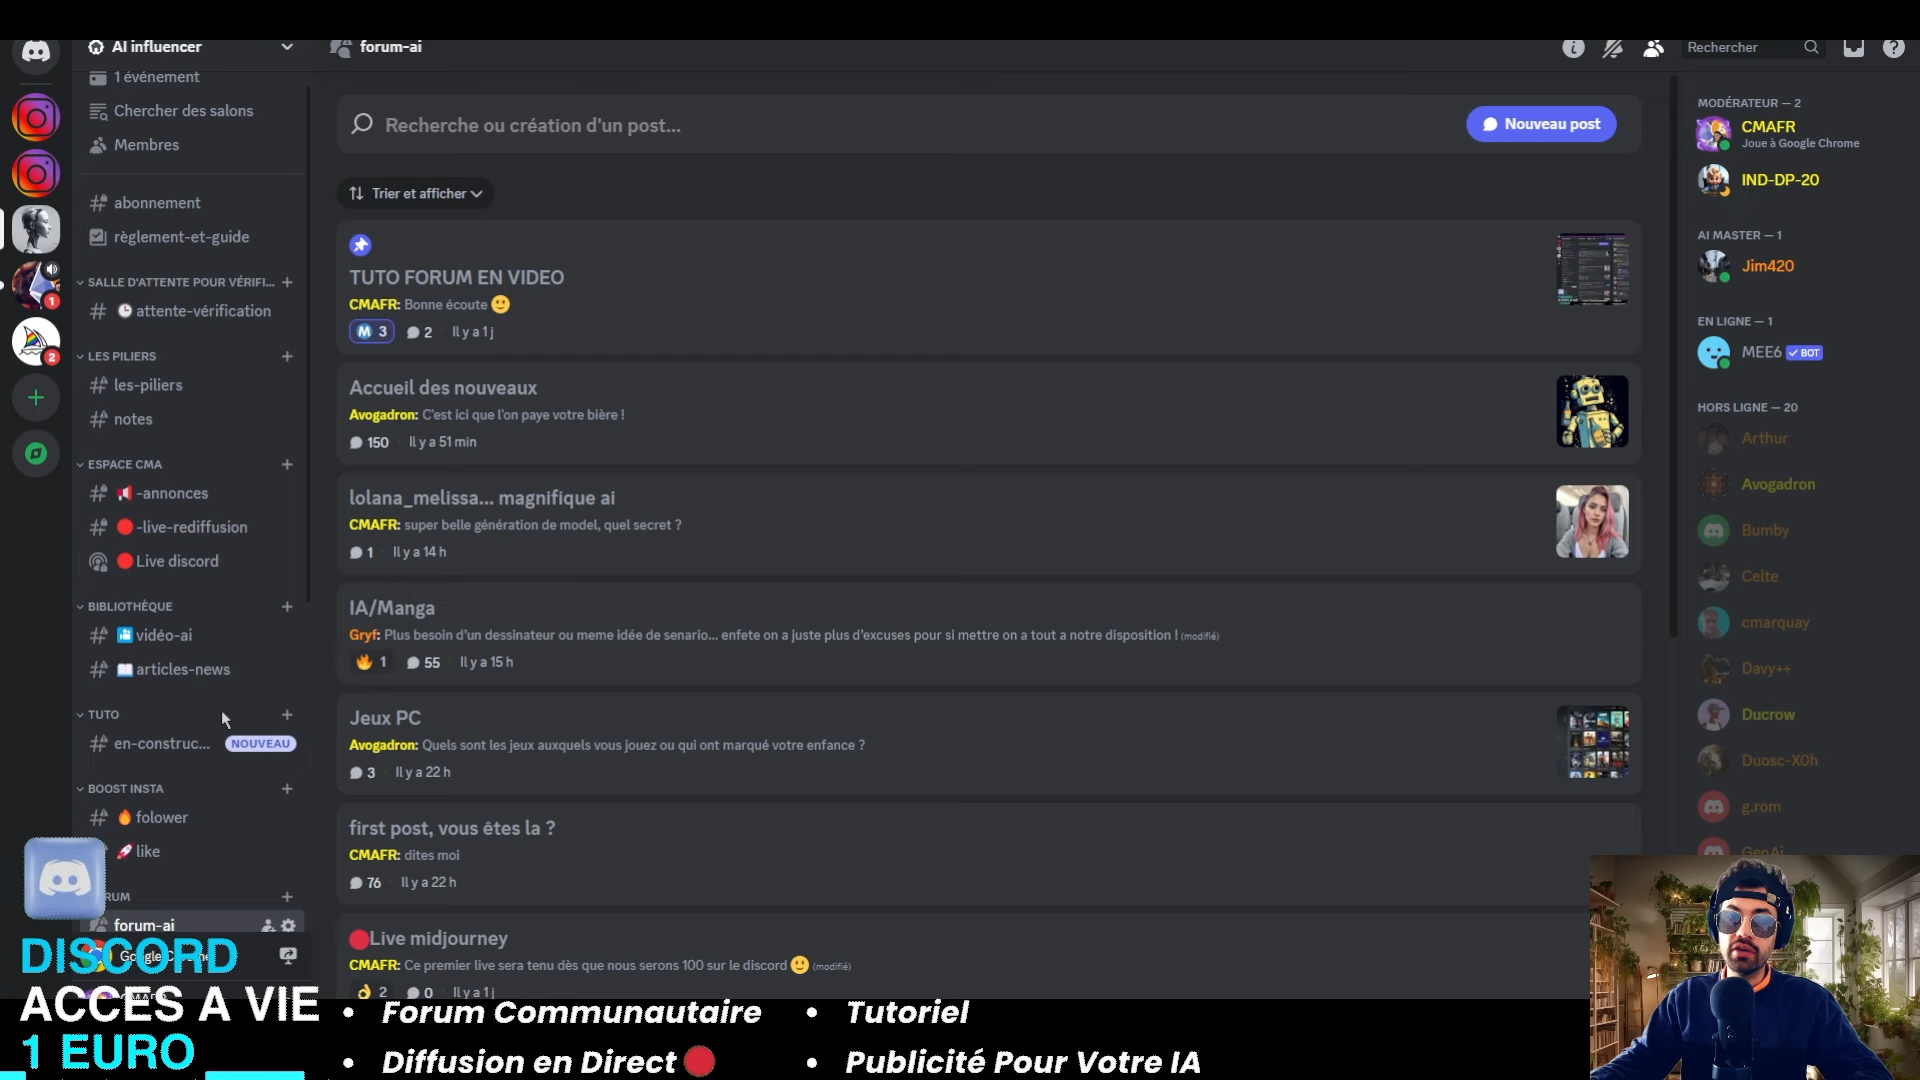 AI influencer
forum-ai
Rechercher
1 événement
Chercher des salons
Membres
abonnement
règlement-et-guide
SALLE D'ATTENTE POUR VÉRIFI...
attente-vérification
LES PILIERS
les-piliers
notes
ESPACE CMA
-annonces
-live-rediffusion
Live discord
BIBLIOTHÈQUE
vidéo-ai
articles-news
TUTO
en-construc... NOUVEAU
BOOST INSTA
folower
like
RUM
forum-ai
1
2
Recherche ou création d'un post...
Nouveau post
Trier et afficher
TUTO FORUM EN VIDEO
CMAFR: Bonne écoute
M 3 2 Il y a 1 j
Accueil des nouveaux
Avogadron: C'est ici que l'on paye votre bière !
150 Il y a 51 min
lolana_melissa... magnifique ai
CMAFR: super belle génération de model, quel secret ?
1 Il y a 14 h
IA/Manga
Gryf: Plus besoin d'un dessinateur ou meme idée de senario... enfete on a juste plus d'excuses pour si mettre on a tout a notre disposition ! (modifié)
1 55 Il y a 15 h
Jeux PC
Avogadron: Quels sont les jeux auxquels vous jouez ou qui ont marqué votre enfance ?
3 Il y a 22 h
first post, vous êtes la ?
CMAFR: dites moi
76 Il y a 22 h
Live midjourney
CMAFR: Ce premier live sera tenu dès que nous serons 100 sur le discord (modifié)
2 0 Il y a 1 j
MODÉRATEUR — 2
CMAFR
Joue à Google Chrome
IND-DP-20
AI MASTER — 1
Jim420
EN LIGNE — 1
MEE6 BOT
HORS LIGNE — 20
Arthur
Avogadron
Bumby
Celte
cmarquay
Davy++
Ducrow
Duosc-X0h
g.rom
GenAi
DISCORD
ACCES A VIE
1 EURO
• Forum Communautaire
• Diffusion en Direct
• Tutoriel
• Publicité Pour Votre IA